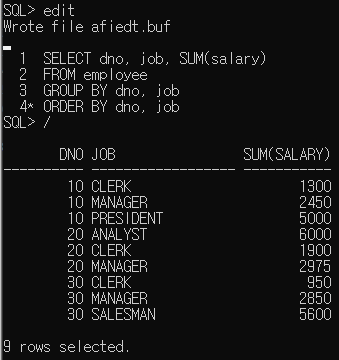 SQL> edit
Wrote file afiedt.buf
1 SELECT dno, job, SUM(salary)
2 FROM employee
3 GROUP BY dno, job
4* ORDER BY dno, job
SQL> /
DNO JOB SUM(SALARY)
---------- ------------------ -----------
10 CLERK 1300
10 MANAGER 2450
10 PRESIDENT 5000
20 ANALYST 6000
20 CLERK 1900
20 MANAGER 2975
30 CLERK 950
30 MANAGER 2850
30 SALESMAN 5600
9 rows selected.